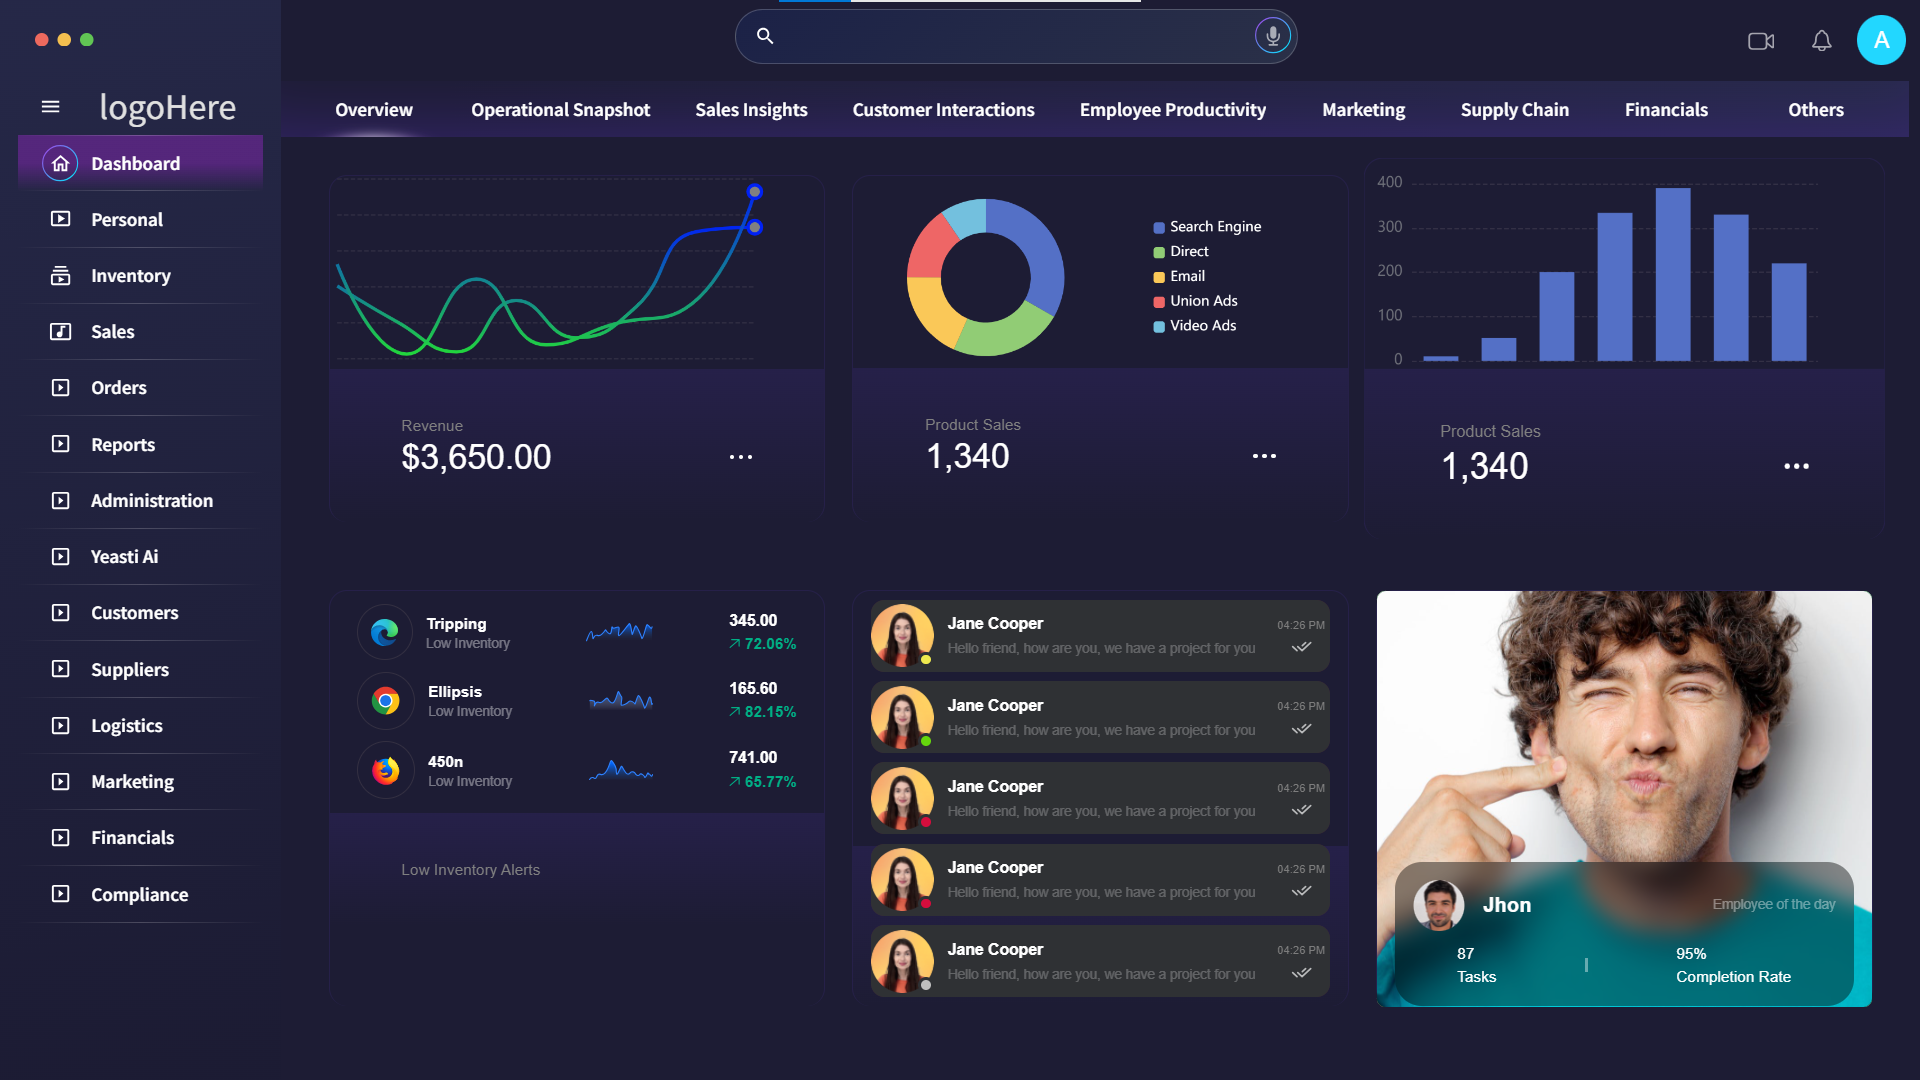 A
logoHere
Overview
Operational Snapshot
Sales Insights
Customer Interactions
Employee Productivity
Marketing
Supply Chain
Financials
Others
Dashboard
Personal
Inventory
Sales
Orders
Reports
Administration
Yeasti Ai
Customers
Suppliers
Logistics
Marketing
Financials
Compliance
Revenue
$3,650.00
Search Engine
Direct
Email
Union Ads
Video Ads
Product Sales
1,340
400
300
200
100
0
Product Sales
1,340
Tripping
Low Inventory
345.00
72.06%
Ellipsis
Low Inventory
165.60
82.15%
450n
Low Inventory
741.00
65.77%
Low Inventory Alerts
Jane Cooper
04:26 PM
Hello friend, how are you, we have a project for you
Jane Cooper
04:26 PM
Hello friend, how are you, we have a project for you
Jane Cooper
04:26 PM
Hello friend, how are you, we have a project for you
Jane Cooper
04:26 PM
Hello friend, how are you, we have a project for you
Jane Cooper
04:26 PM
Hello friend, how are you, we have a project for you
Jhon
Employee of the day
87
Tasks
95%
Completion Rate